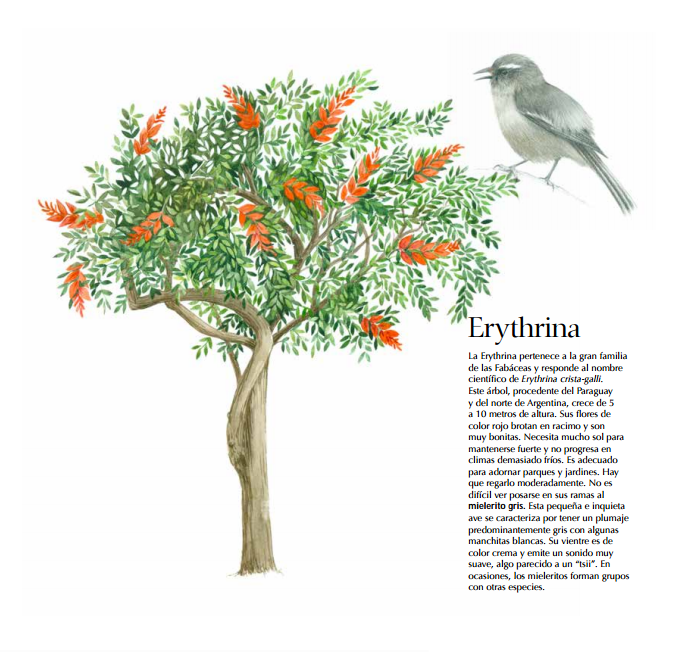 Erythrina
La Erythrina pertenece a la gran familia
de las Fabáceas y responde al nombre
científico de Erythrina crista-galli.
Este árbol, procedente del Paraguay
y del norte de Argentina, crece de 5
a 10 metros de altura. Sus flores de
color rojo brotan en racimo y son
muy bonitas. Necesita mucho sol para
mantenerse fuerte y no progresa en
climas demasiado fríos. Es adecuado
para adornar parques y jardines. Hay
que regarlo moderadamente. No es
difícil ver posarse en sus ramas al
mielerito gris. Esta pequeña e inquieta
ave se caracteriza por tener un plumaje
predominantemente gris con algunas
manchitas blancas. Su vientre es de
color crema y emite un sonido muy
suave, algo parecido a un “tsii”. En
ocasiones, los mieleritos forman grupos
con otras especies.